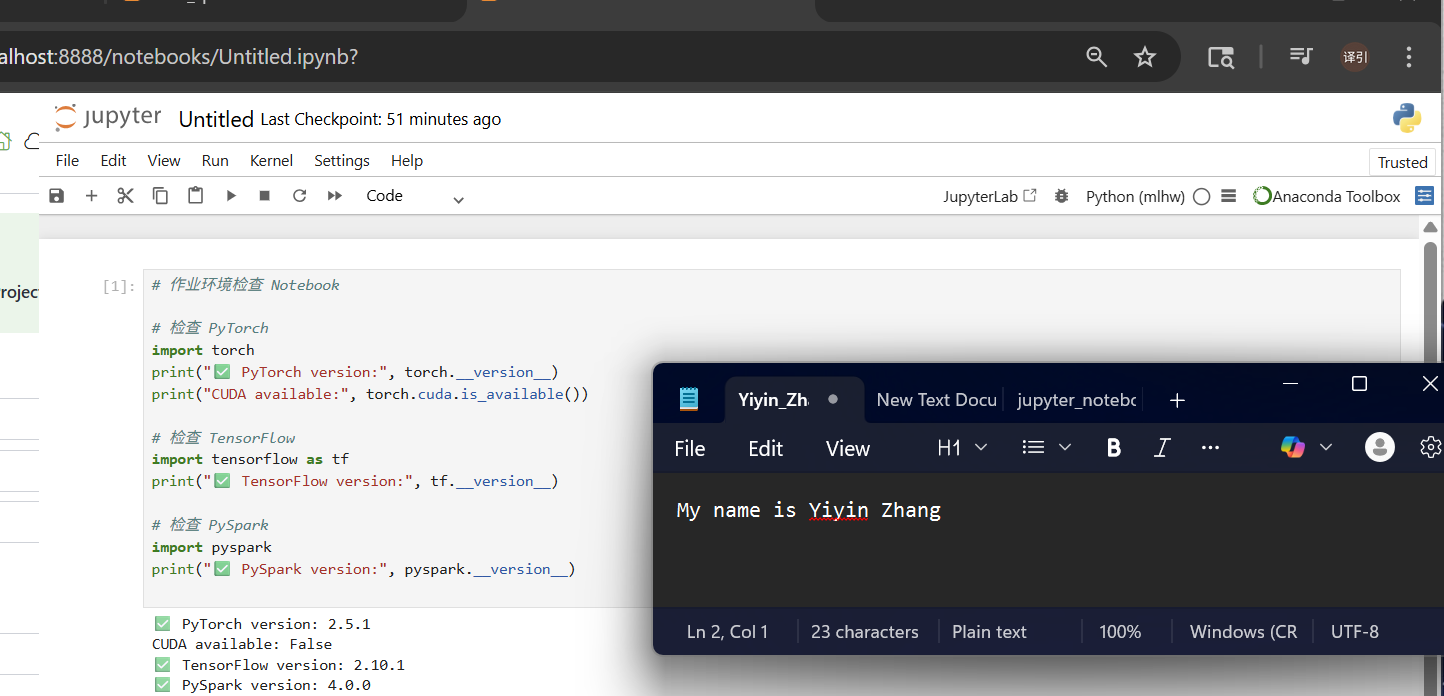 alhost:8888/notebooks/Untitled.ipynb?
译引
jupyter Untitled Last Checkpoint: 51 minutes ago
File Edit View Run Kernel Settings Help
Trusted
Code
JupyterLab Python (mlhw) Anaconda Toolbox
rojec
[1]: # 作业环境检查 Notebook
# 检查 PyTorch
import torch
print("✅ PyTorch version:", torch.__version__)
print("CUDA available:", torch.cuda.is_available())
# 检查 TensorFlow
import tensorflow as tf
print("✅ TensorFlow version:", tf.__version__)
# 检查 PySpark
import pyspark
print("✅ PySpark version:", pyspark.__version__)
✅ PyTorch version: 2.5.1
CUDA available: False
✅ TensorFlow version: 2.10.1
✅ PySpark version: 4.0.0
Yiyin_Zh New Text Docu jupyter_notebo
File Edit View H1 B I
My name is Yiyin Zhang
Ln 2, Col 1 23 characters Plain text 100% Windows (CR UTF-8